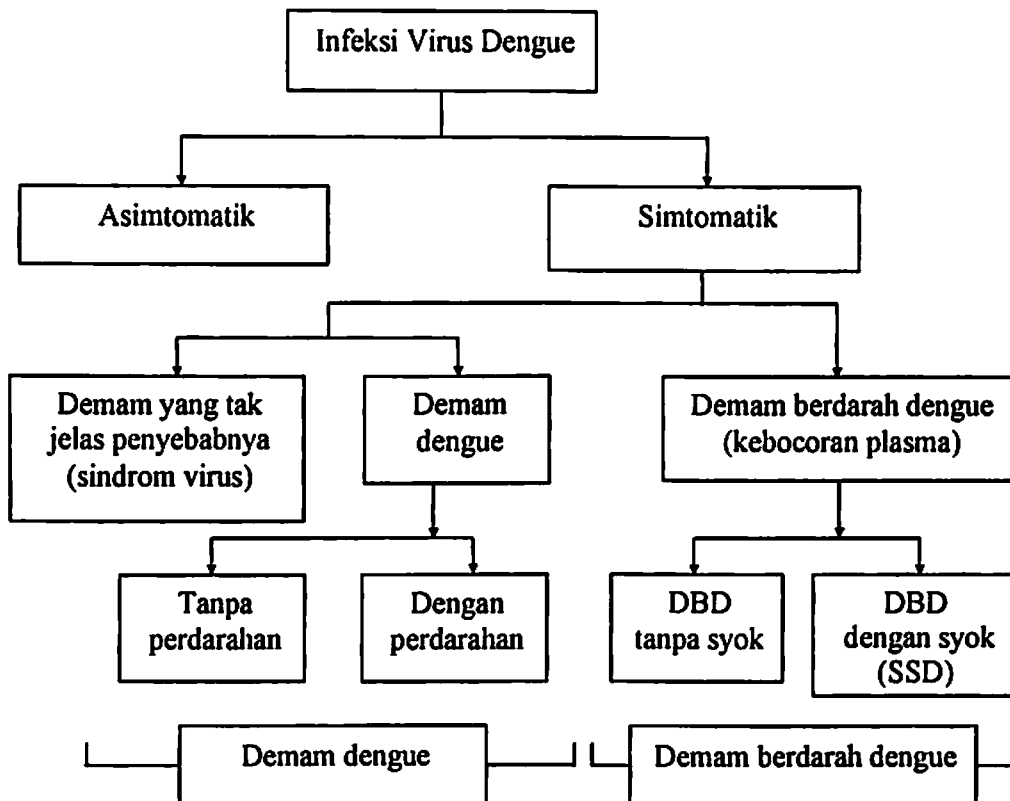 Infeksi Virus Dengue
Asimtomatik
Simtomatik
Demam yang tak
jelas penyebabnya
(sindrom virus)
Demam
dengue
Demam berdarah dengue
(kebocoran plasma)
Tanpa
perdarahan
Dengan
perdarahan
DBD
tanpa syok
DBD
dengan syok
(SSD)
Demam dengue
Demam berdarah dengue